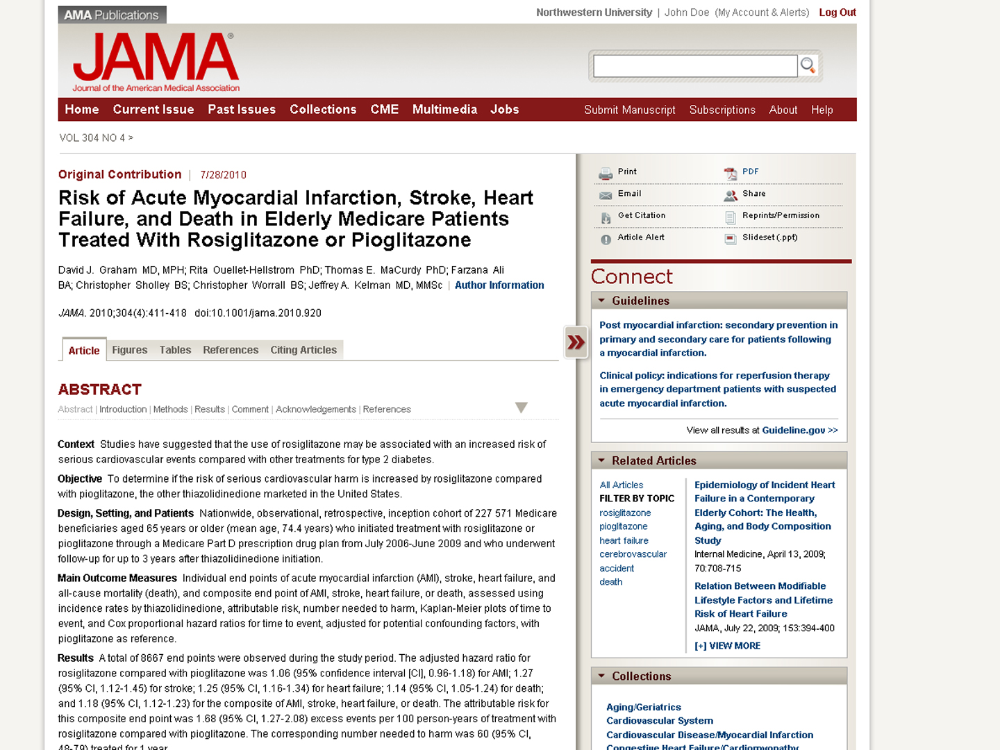 AMA Publications
Northwestern University | John Doe (My Account & Alerts) Log Out
JAMA®
Journal of the American Medical Association
Home Current Issue Past Issues Collections CME Multimedia Jobs Submit Manuscript Subscriptions About Help
VOL 304 NO 4 >
Original Contribution | 7/28/2010
Risk of Acute Myocardial Infarction, Stroke, Heart
Failure, and Death in Elderly Medicare Patients
Treated With Rosiglitazone or Pioglitazone
David J. Graham MD, MPH; Rita Ouellet-Hellstrom PhD; Thomas E. MaCurdy PhD; Farzana Ali
BA; Christopher Sholley BS; Christopher Worrall BS; Jeffrey A. Kelman MD, MMSc | Author Information
JAMA. 2010;304(4):411-418 doi:10.1001/jama.2010.920
Article Figures Tables References Citing Articles
ABSTRACT
Abstract | Introduction | Methods | Results | Comment | Acknowledgements | References
Context Studies have suggested that the use of rosiglitazone may be associated with an increased risk of
serious cardiovascular events compared with other treatments for type 2 diabetes.
Objective To determine if the risk of serious cardiovascular harm is increased by rosiglitazone compared
with pioglitazone, the other thiazolidinedione marketed in the United States.
Design, Setting, and Patients Nationwide, observational, retrospective, inception cohort of 227 571 Medicare
beneficiaries aged 65 years or older (mean age, 74.4 years) who initiated treatment with rosiglitazone or
pioglitazone through a Medicare Part D prescription drug plan from July 2006-June 2009 and who underwent
follow-up for up to 3 years after thiazolidinedione initiation.
Main Outcome Measures Individual end points of acute myocardial infarction (AMI), stroke, heart failure, and
all-cause mortality (death), and composite end point of AMI, stroke, heart failure, or death, assessed using
incidence rates by thiazolidinedione, attributable risk, number needed to harm, Kaplan-Meier plots of time to
event, and Cox proportional hazard ratios for time to event, adjusted for potential confounding factors, with
pioglitazone as reference.
Results A total of 8667 end points were observed during the study period. The adjusted hazard ratio for
rosiglitazone compared with pioglitazone was 1.06 (95% confidence interval [CI], 0.96-1.18) for AMI; 1.27
(95% CI, 1.12-1.45) for stroke; 1.25 (95% CI, 1.16-1.34) for heart failure; 1.14 (95% CI, 1.05-1.24) for death;
and 1.18 (95% CI, 1.12-1.23) for the composite of AMI, stroke, heart failure, or death. The attributable risk for
this composite end point was 1.68 (95% CI, 1.27-2.08) excess events per 100 person-years of treatment with
rosiglitazone compared with pioglitazone. The corresponding number needed to harm was 60 (95% CI,
48-79) treated for 1 year.
Print PDF
Email Share
Get Citation Reprints/Permission
Article Alert Slideset (.ppt)
Connect
Guidelines
Post myocardial infarction: secondary prevention in
primary and secondary care for patients following
a myocardial infarction.
Clinical policy: indications for reperfusion therapy
in emergency department patients with suspected
acute myocardial infarction.
View all results at Guideline.gov >>
Related Articles
All Articles
FILTER BY TOPIC
rosiglitazone
pioglitazone
heart failure
cerebrovascular
accident
death
Epidemiology of Incident Heart
Failure in a Contemporary
Elderly Cohort: The Health,
Aging, and Body Composition
Study
Internal Medicine, April 13, 2009;
70:708-715
Relation Between Modifiable
Lifestyle Factors and Lifetime
Risk of Heart Failure
JAMA, July 22, 2009; 153:394-400
[+] VIEW MORE
Collections
Aging/Geriatrics
Cardiovascular System
Cardiovascular Disease/Myocardial Infarction
Congestive Heart Failure/Cardiomyopathy